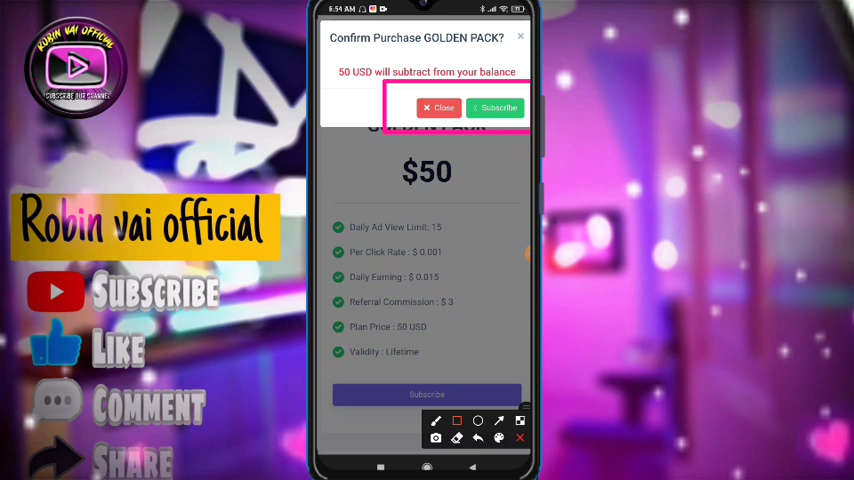 ROBIN VAI OFFICIAL
SUBSCRIBE OUR CHANNEL
Robin vai official
SUBSCRIBE
LIKE
COMMENT
SHARE
6:54 AM
Confirm Purchase GOLDEN PACK? ×
50 USD will subtract from your balance
Close Subscribe
GOLDEN PACK
$50
Daily Ad View Limit: 15
Per Click Rate : $ 0.001
Daily Earning : $ 0.015
Referral Commission : $ 3
Plan Price : 50 USD
Validity : Lifetime
Subscribe